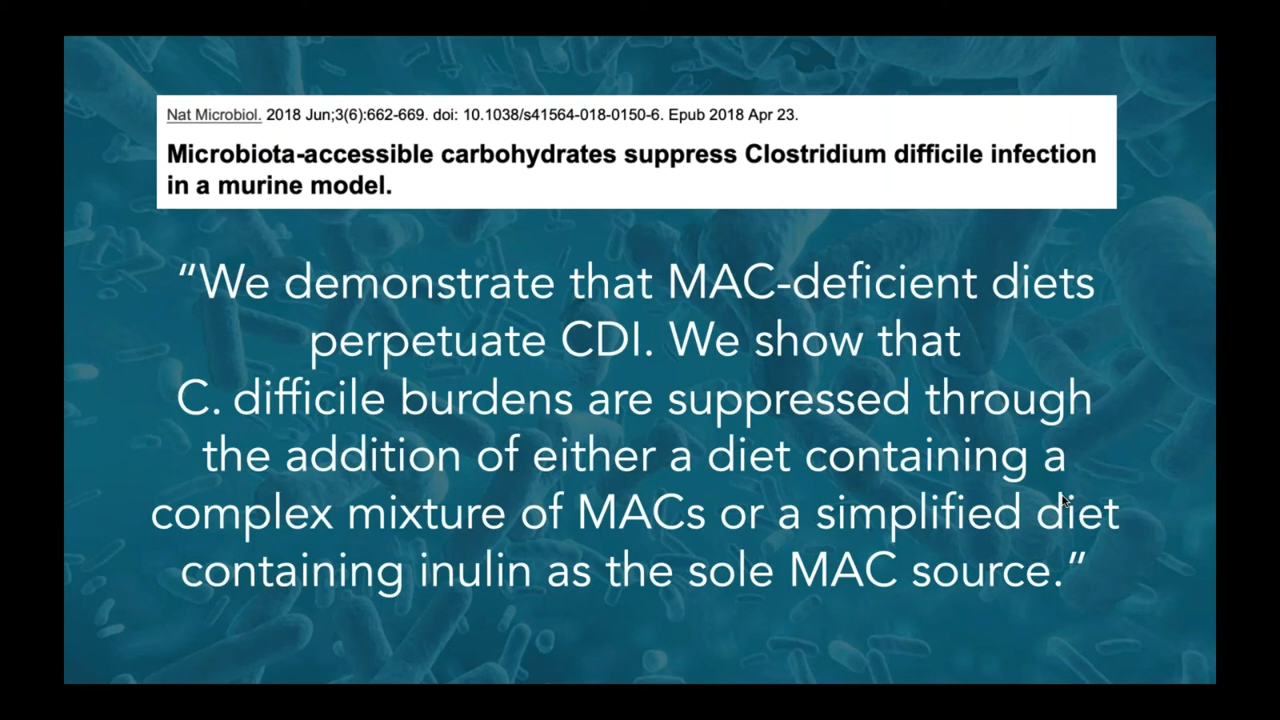 Nat Microbiol. 2018 Jun;3(6):662-669. doi: 10.1038/s41564-018-0150-6. Epub 2018 Apr 23.
Microbiota-accessible carbohydrates suppress Clostridium difficile infection
in a murine model.
“We demonstrate that MAC-deficient diets
perpetuate CDI. We show that
C. difficile burdens are suppressed through
the addition of either a diet containing a
complex mixture of MACs or a simplified diet
containing inulin as the sole MAC source.”